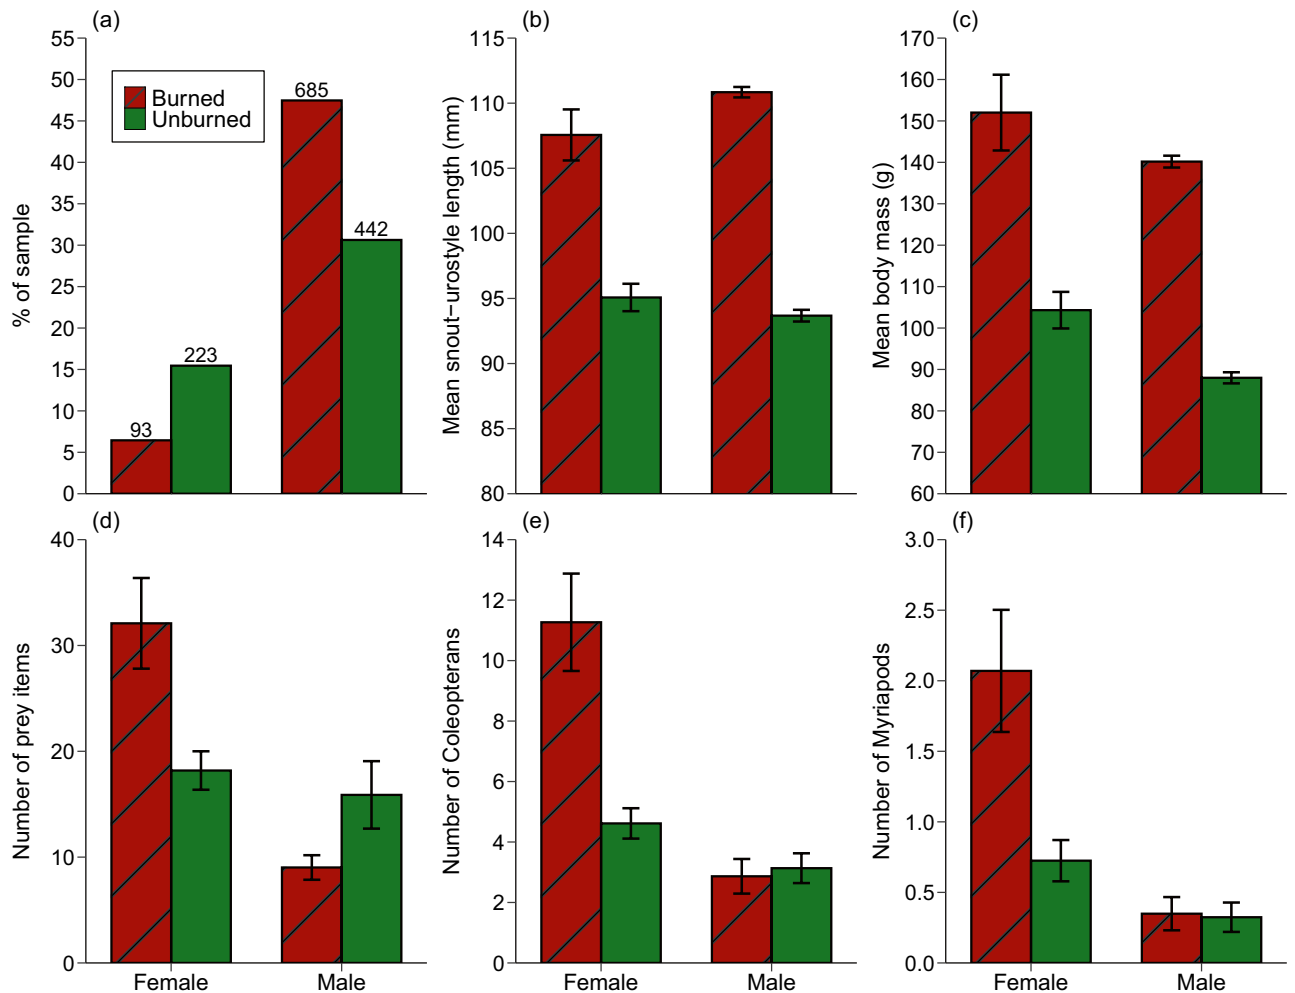 (a)
% of sample
55
50
45
40
35
30
25
20
15
10
5
0
Burned
Unburned
93
223
685
442
(b)
Mean snout−urostyle length (mm)
115
110
105
100
95
90
85
80
(c)
Mean body mass (g)
170
160
150
140
130
120
110
100
90
80
70
60
(d)
Number of prey items
40
30
20
10
0
Female
Male
(e)
Number of Coleopterans
14
12
10
8
6
4
2
0
Female
Male
(f)
Number of Myriapods
3.0
2.5
2.0
1.5
1.0
0.5
0.0
Female
Male